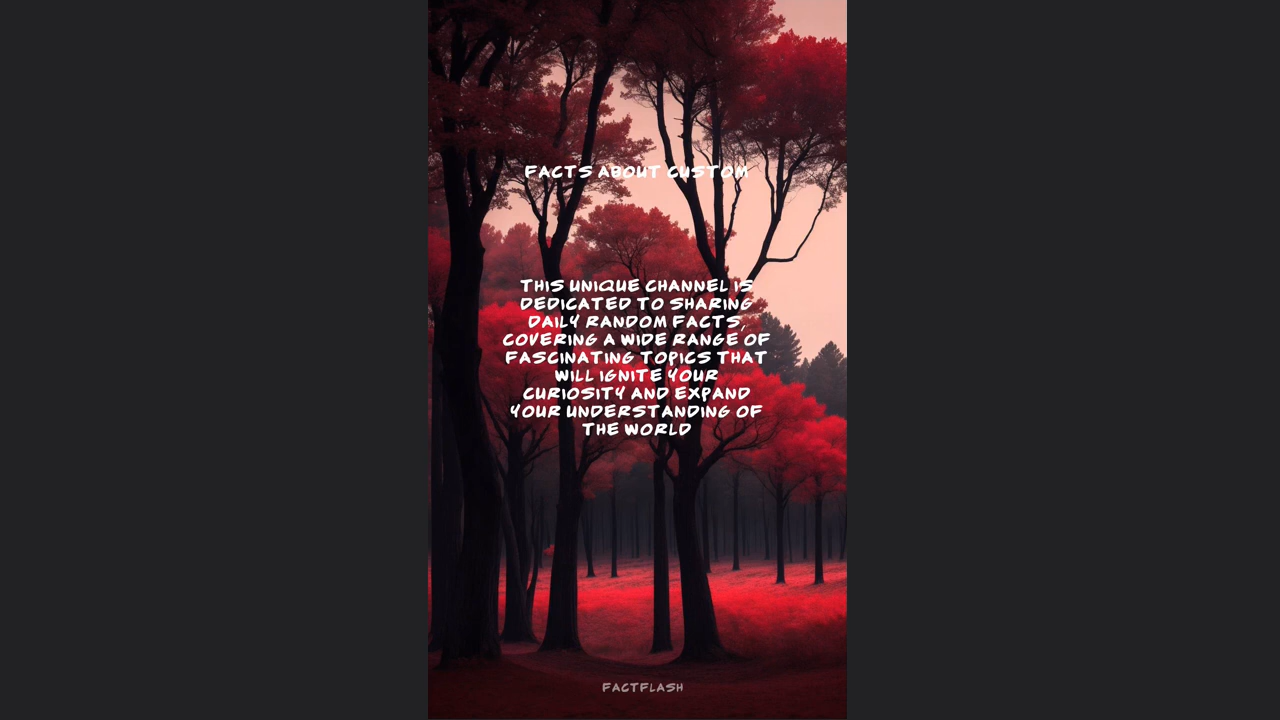 FACTS ABOUT CUSTOM
THIS UNIQUE CHANNEL IS
DEDICATED TO SHARING
DAILY RANDOM FACTS,
COVERING A WIDE RANGE OF
FASCINATING TOPICS THAT
WILL IGNITE YOUR
CURIOSITY AND EXPAND
YOUR UNDERSTANDING OF
THE WORLD
FACTFLASH